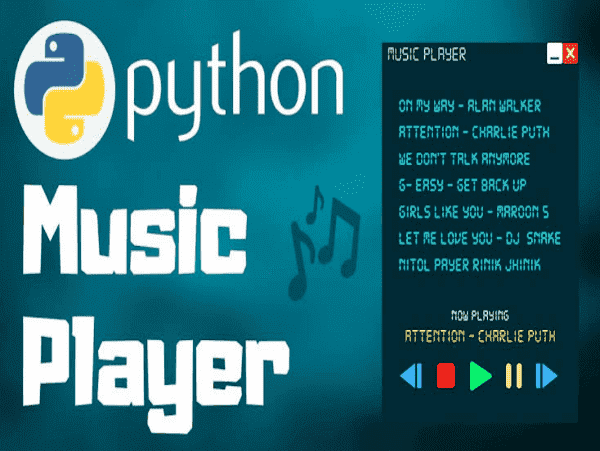 python
Music
Player
MUSIC PLAYER
ON MY WAY - ALAN WALKER
ATTENTION - CHARLIE PUTH
WE DON'T TALK ANYMORE
G- EASY - GET BACK UP
GIRLS LIKE YOU - MAROON 5
LET ME LOVE YOU - DJ SNAKE
NITOL PAYER RINIK JHINIK
NOW PLAYING
ATTENTION - CHARLIE PUTH